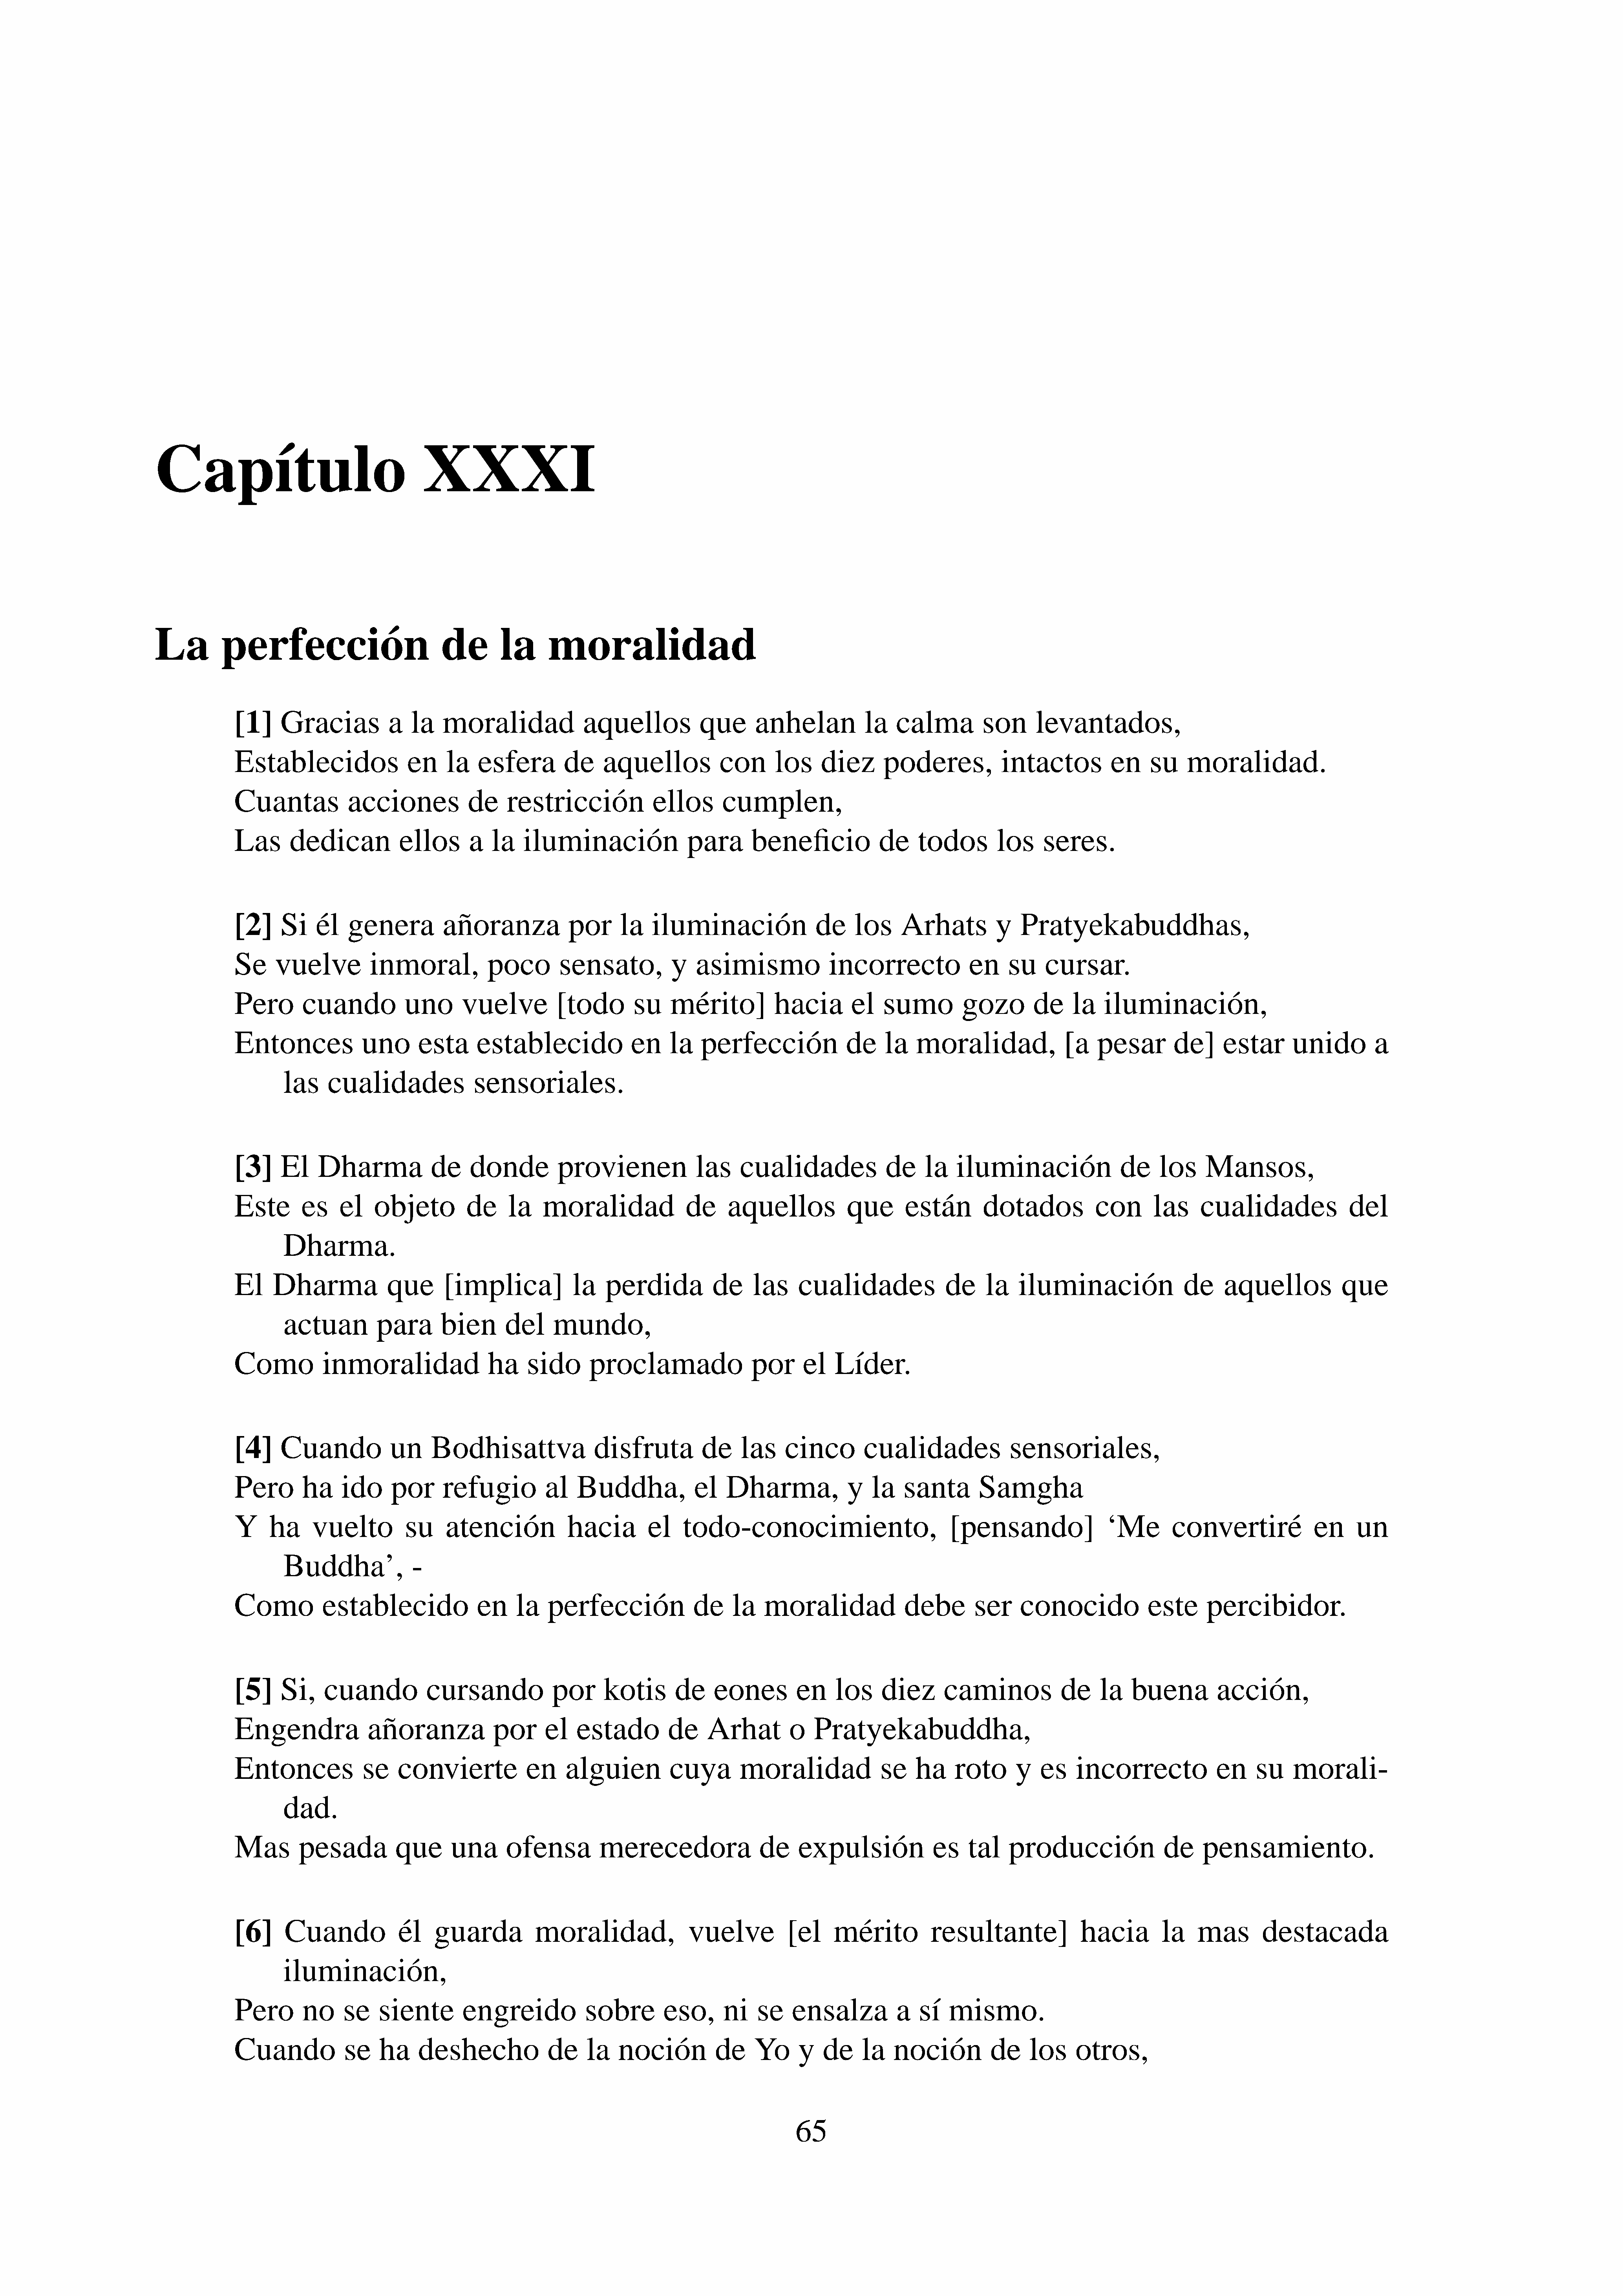 Capítulo XXXI
La perfección de la moralidad
[1] Gracias a la moralidad aquellos que anhelan la calma son levantados,
Establecidos en la esfera de aquellos con los diez poderes, intactos en su moralidad.
Cuantas acciones de restricción ellos cumplen,
Las dedican ellos a la iluminación para beneficio de todos los seres.
[2] Si él genera añoranza por la iluminación de los Arhats y Pratyekabuddhas,
Se vuelve inmoral, poco sensato, y asimismo incorrecto en su cursar.
Pero cuando uno vuelve [todo su mérito] hacia el sumo gozo de la iluminación,
Entonces uno esta establecido en la perfección de la moralidad, [a pesar de] estar unido a
las cualidades sensoriales.
[3] El Dharma de donde provienen las cualidades de la iluminación de los Mansos,
Este es el objeto de la moralidad de aquellos que están dotados con las cualidades del
Dharma.
El Dharma que [implica] la perdida de las cualidades de la iluminación de aquellos que
actuan para bien del mundo,
Como inmoralidad ha sido proclamado por el Líder.
[4] Cuando un Bodhisattva disfruta de las cinco cualidades sensoriales,
Pero ha ido por refugio al Buddha, el Dharma, y la santa Samgha
Y ha vuelto su atención hacia el todo-conocimiento, [pensando] ‘Me convertiré en un
Buddha’, -
Como establecido en la perfección de la moralidad debe ser conocido este percibidor.
[5] Si, cuando cursando por kotis de eones en los diez caminos de la buena acción,
Engendra añoranza por el estado de Arhat o Pratyekabuddha,
Entonces se convierte en alguien cuya moralidad se ha roto y es incorrecto en su morali-
dad.
Mas pesada que una ofensa merecedora de expulsión es tal producción de pensamiento.
[6] Cuando él guarda moralidad, vuelve [el mérito resultante] hacia la mas destacada
iluminación,
Pero no se siente engreido sobre eso, ni se ensalza a sí mismo.
Cuando se ha deshecho de la noción de Yo y de la noción de los otros,
65